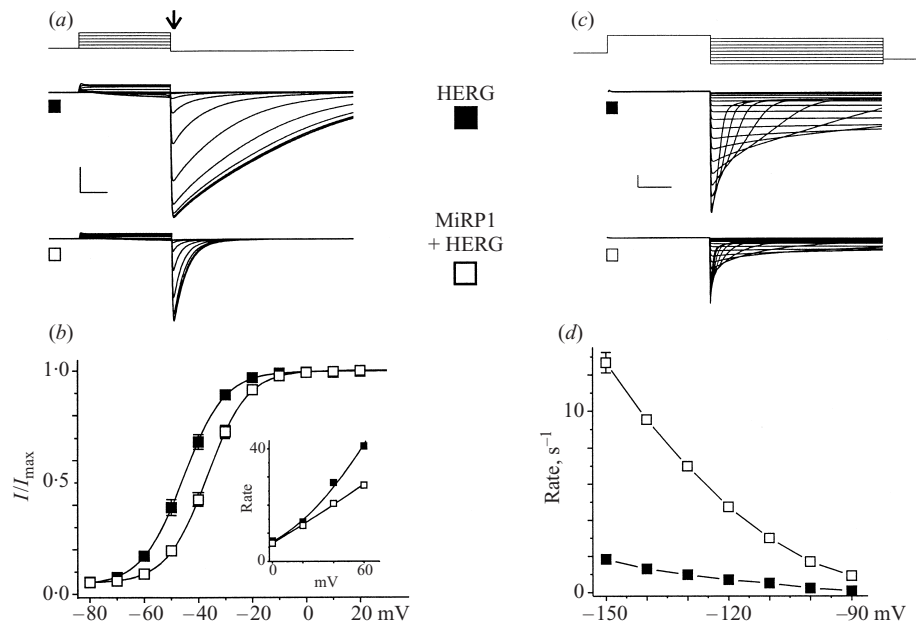 (a)
(c)
HERG
MiRP1
+ HERG
(b)
(d)
1·0
0·5
0·0
I/Imax
−80
−60
−40
−20
0
20 mV
40
0
Rate
0
60
mV
10
0
Rate, s−1
−150
−120
−90 mV